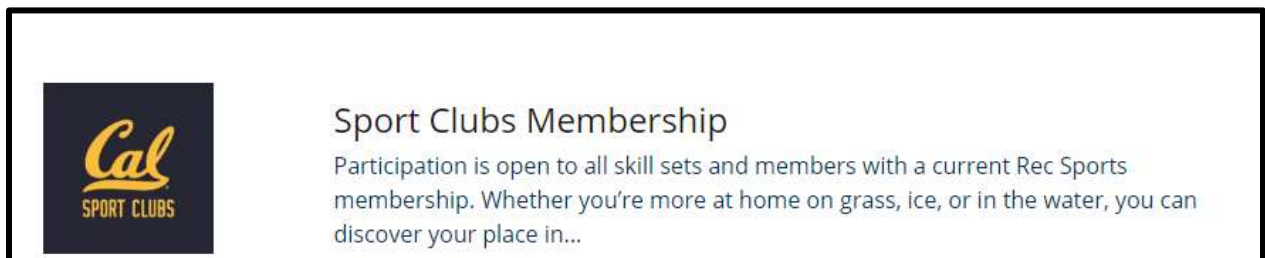 Cal
SPORT CLUBS
Sport Clubs Membership
Participation is open to all skill sets and members with a current Rec Sports
membership. Whether you’re more at home on grass, ice, or in the water, you can
discover your place in...